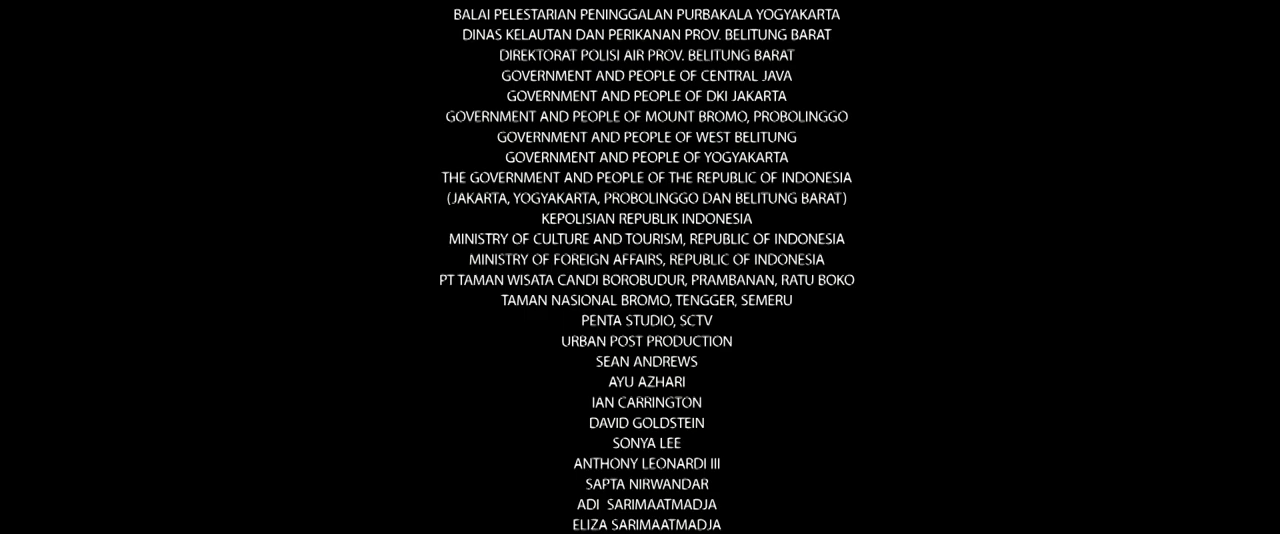 BALAI PELESTARIAN PENINGGALAN PURBAKALA YOGYAKARTA
DINAS KELAUTAN DAN PERIKANAN PROV. BELITUNG BARAT
DIREKTORAT POLISI AIR PROV. BELITUNG BARAT
GOVERNMENT AND PEOPLE OF CENTRAL JAVA
GOVERNMENT AND PEOPLE OF DKI JAKARTA
GOVERNMENT AND PEOPLE OF MOUNT BROMO, PROBOLINGGO
GOVERNMENT AND PEOPLE OF WEST BELITUNG
GOVERNMENT AND PEOPLE OF YOGYAKARTA
THE GOVERNMENT AND PEOPLE OF THE REPUBLIC OF INDONESIA
(JAKARTA, YOGYAKARTA, PROBOLINGGO DAN BELITUNG BARAT)
KEPOLISIAN REPUBLIK INDONESIA
MINISTRY OF CULTURE AND TOURISM, REPUBLIC OF INDONESIA
MINISTRY OF FOREIGN AFFAIRS, REPUBLIC OF INDONESIA
PT TAMAN WISATA CANDI BOROBUDUR, PRAMBANAN, RATU BOKO
TAMAN NASIONAL BROMO, TENGGER, SEMERU
PENTA STUDIO, SCTV
URBAN POST PRODUCTION
SEAN ANDREWS
AYU AZHARI
IAN CARRINGTON
DAVID GOLDSTEIN
SONYA LEE
ANTHONY LEONARDI III
SAPTA NIRWANDAR
ADI  SARIMAATMADJA
ELIZA SARIMAATMADJA